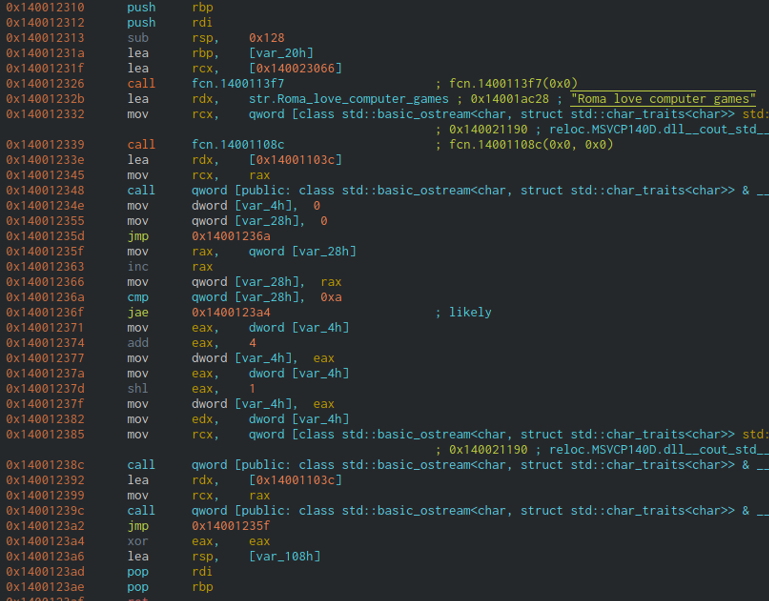 0x140012310 push rbp
0x140012312 push rdi
0x140012313 sub rsp, 0x128
0x14001231a lea rbp, [var_20h]
0x14001231f lea rcx, [0x140023066]
0x140012326 call fcn.1400113f7 ; fcn.1400113f7(0x0)
0x14001232b lea rdx, str.Roma_love_computer_games ; 0x14001ac28 ; "Roma love computer games"
0x140012332 mov rcx, qword [class std::basic_ostream<char, struct std::char_traits<char>> std:
; 0x140021190 ; reloc.MSVCP140D.dll__cout_std__
0x140012339 call fcn.14001108c ; fcn.14001108c(0x0, 0x0)
0x14001233e lea rdx, [0x14001103c]
0x140012345 mov rcx, rax
0x140012348 call qword [public: class std::basic_ostream<char, struct std::char_traits<char>> & __
0x14001234e mov dword [var_4h], 0
0x140012355 mov qword [var_28h], 0
0x14001235d jmp 0x14001236a
0x14001235f mov rax, qword [var_28h]
0x140012363 inc rax
0x140012366 mov qword [var_28h], rax
0x14001236a cmp qword [var_28h], 0xa
0x14001236f jae 0x1400123a4 ; likely
0x140012371 mov eax, dword [var_4h]
0x140012374 add eax, 4
0x140012377 mov dword [var_4h], eax
0x14001237a mov eax, dword [var_4h]
0x14001237d shl eax, 1
0x14001237f mov dword [var_4h], eax
0x140012382 mov edx, dword [var_4h]
0x140012385 mov rcx, qword [class std::basic_ostream<char, struct std::char_traits<char>> std:
; 0x140021190 ; reloc.MSVCP140D.dll__cout_std__
0x14001238c call qword [public: class std::basic_ostream<char, struct std::char_traits<char>> & __
0x140012392 lea rdx, [0x14001103c]
0x140012399 mov rcx, rax
0x14001239c call qword [public: class std::basic_ostream<char, struct std::char_traits<char>> & __
0x1400123a2 jmp 0x14001235f
0x1400123a4 xor eax, eax
0x1400123a6 lea rsp, [var_108h]
0x1400123ad pop rdi
0x1400123ae pop rbp